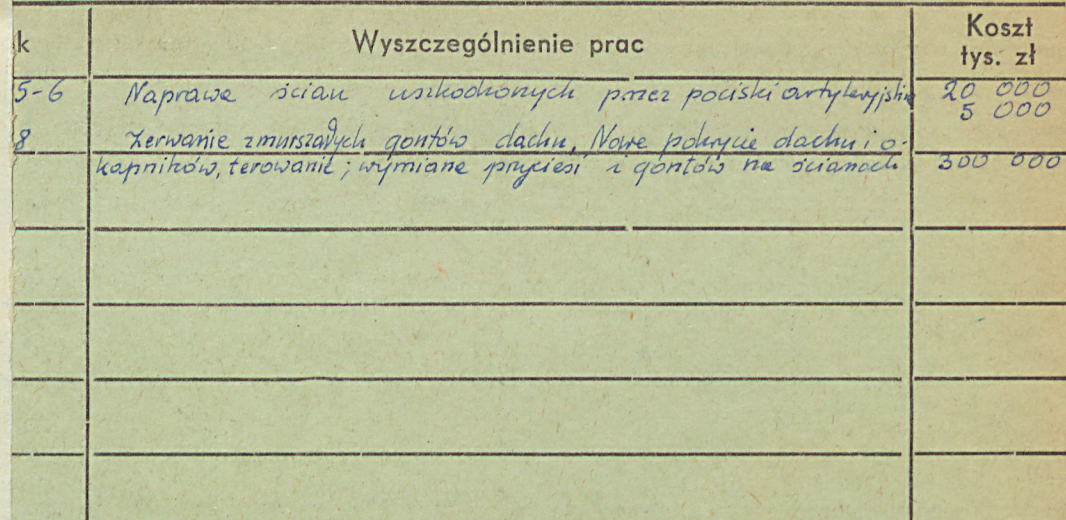 k Wyszczególnienie prac Koszt tys. zł
5-6 Naprawa ścian uszkodzonych przez pociski artyleryjskie 20 000
5 000
8 Zerwanie zmurszałych gontów dachu, Nowe pokrycie dachu i o-
kapników, terowanie; wymiana przyciesi i gontów na ścianach 300 000